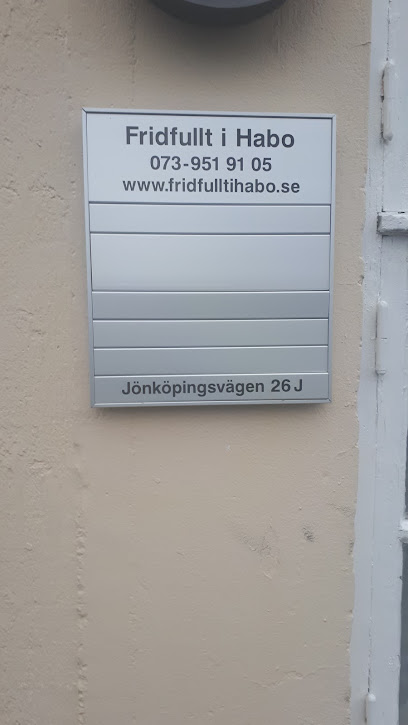 Fridfullt i Habo
073-951 91 05
www.fridfulltihabo.se
Jönköpingsvägen 26 J